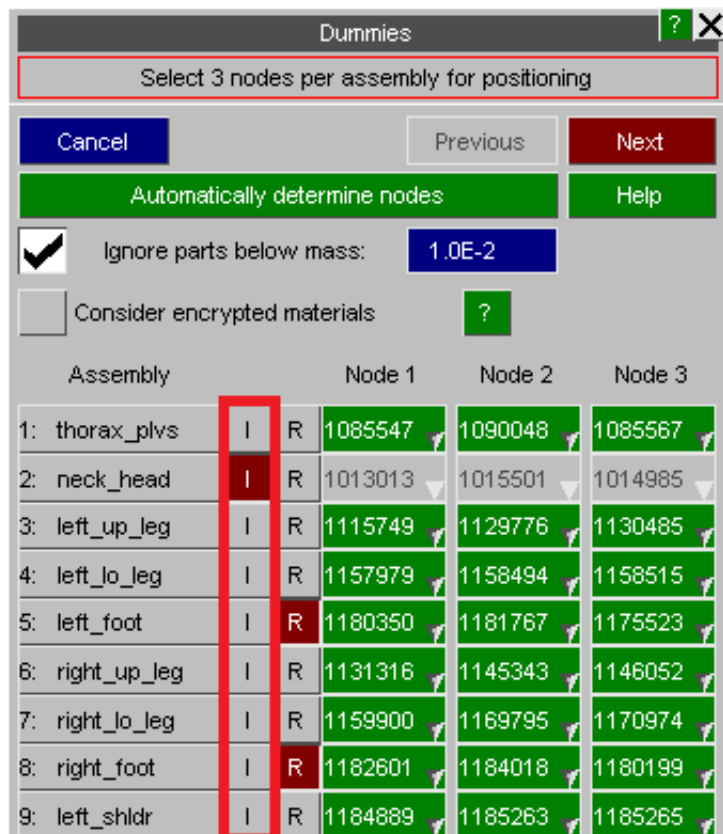 Dummies ? X
Select 3 nodes per assembly for positioning
Cancel Previous Next
Automatically determine nodes Help
Ignore parts below mass: 1.0E-2
Consider encrypted materials ?
Assembly Node 1 Node 2 Node 3
1: thorax_plvs I R 1085547 1090048 1085567
2: neck_head I R 1013013 1015501 1014985
3: left_up_leg I R 1115749 1129776 1130485
4: left_lo_leg I R 1157979 1158494 1158515
5: left_foot I R 1180350 1181767 1175523
6: right_up_leg I R 1131316 1145343 1146052
7: right_lo_leg I R 1159900 1169795 1170974
8: right_foot I R 1182601 1184018 1180199
9: left_shldr I R 1184889 1185263 1185265